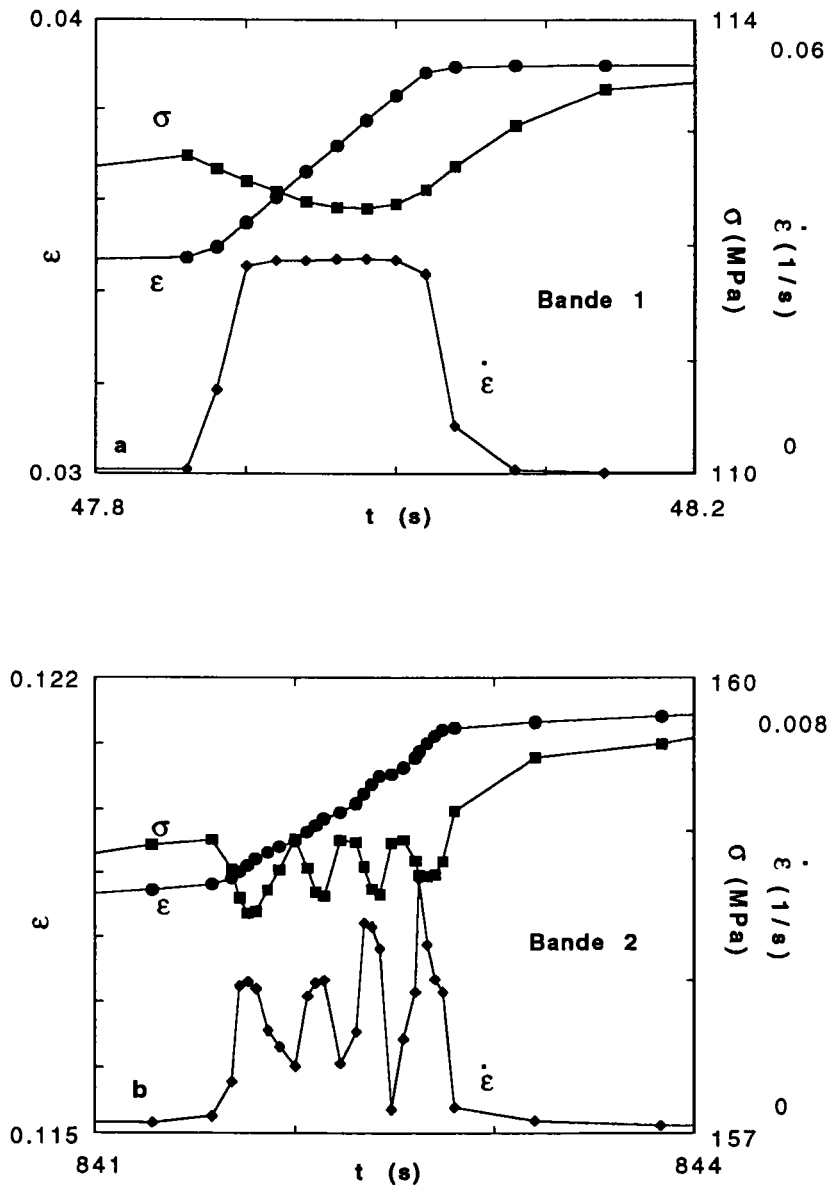 0.04
114
0.06
σ
ε
ε
σ (MPa)
ε̇ (1/s)
Bande 1
ε̇
a
0.03
110
0
47.8
t (s)
48.2
0.122
160
0.008
σ
ε
ε
σ (MPa)
ε̇ (1/s)
Bande 2
b
ε̇
0.115
157
0
841
t (s)
844